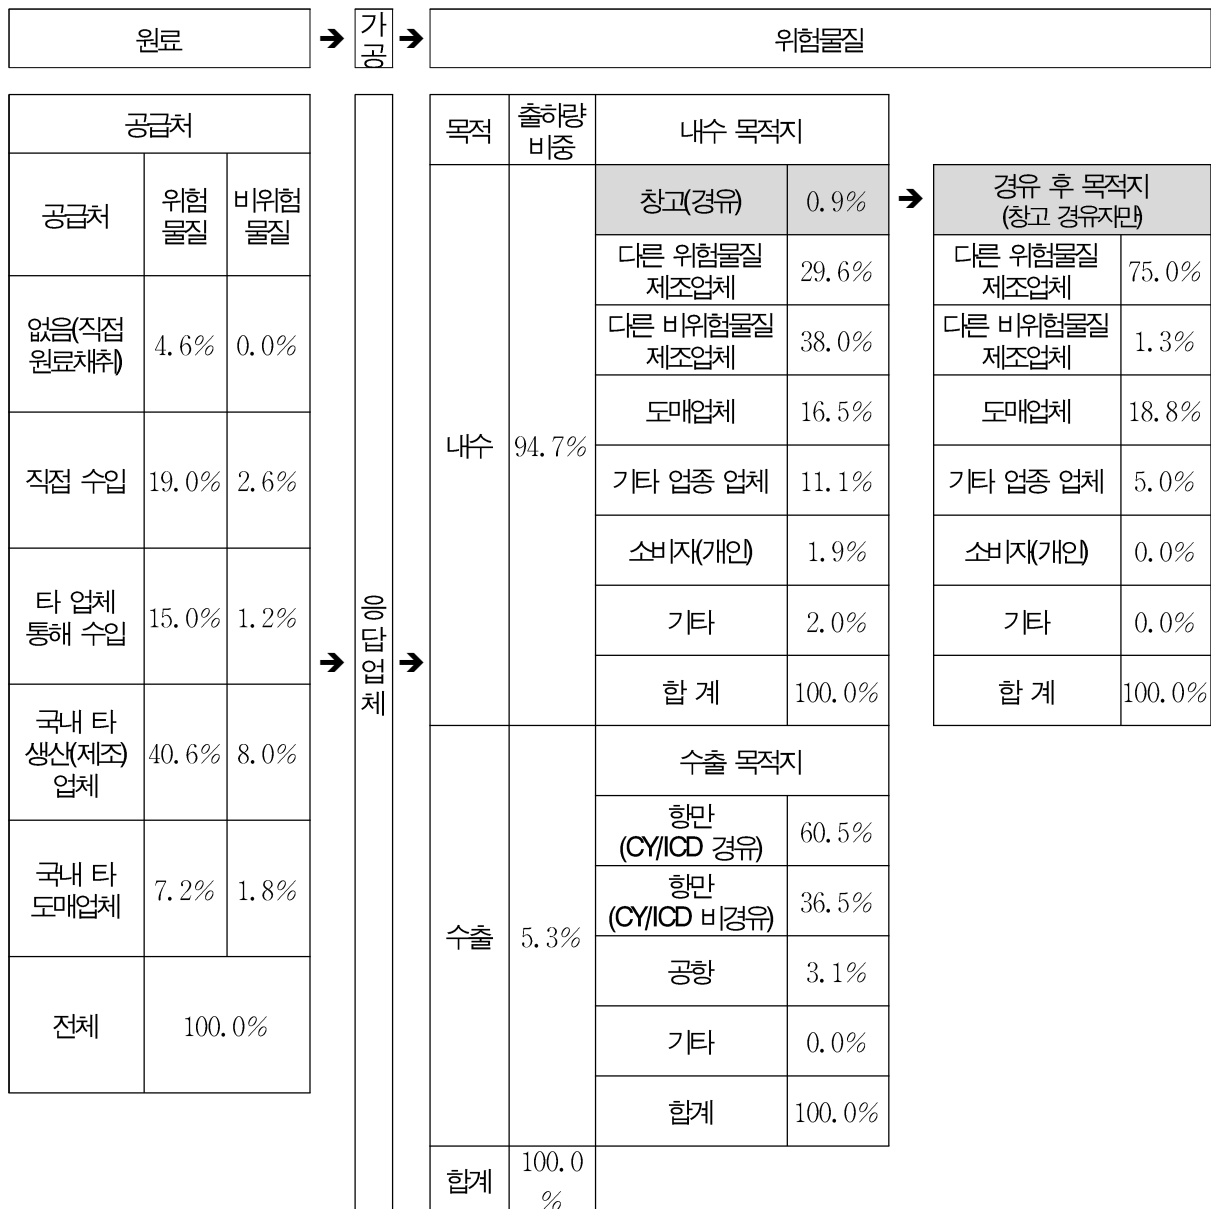 원료
➔
가
공
➔
위험물질
공급처
공급처
위험
물질
비위험
물질
없음(직접
원료채취)
4.6%
0.0%
직접 수입
19.0%
2.6%
타 업체
통해 수입
15.0%
1.2%
국내 타
생산(제조)
업체
40.6%
8.0%
국내 타
도매업체
7.2%
1.8%
전체
100.0%
➔
응
답
업
체
➔
목적
출하량
비중
내수 목적지
내수
94.7%
창고(경유)
0.9%
다른 위험물질
제조업체
29.6%
다른 비위험물질
제조업체
38.0%
도매업체
16.5%
기타 업종 업체
11.1%
소비자(개인)
1.9%
기타
2.0%
합 계
100.0%
➔
경유 후 목적지
(창고 경유지만)
다른 위험물질
제조업체
75.0%
다른 비위험물질
제조업체
1.3%
도매업체
18.8%
기타 업종 업체
5.0%
소비자(개인)
0.0%
기타
0.0%
합 계
100.0%
수출
5.3%
수출 목적지
항만
(CY/ICD 경유)
60.5%
항만
(CY/ICD 비경유)
36.5%
공항
3.1%
기타
0.0%
합계
100.0%
합계
100.0
%